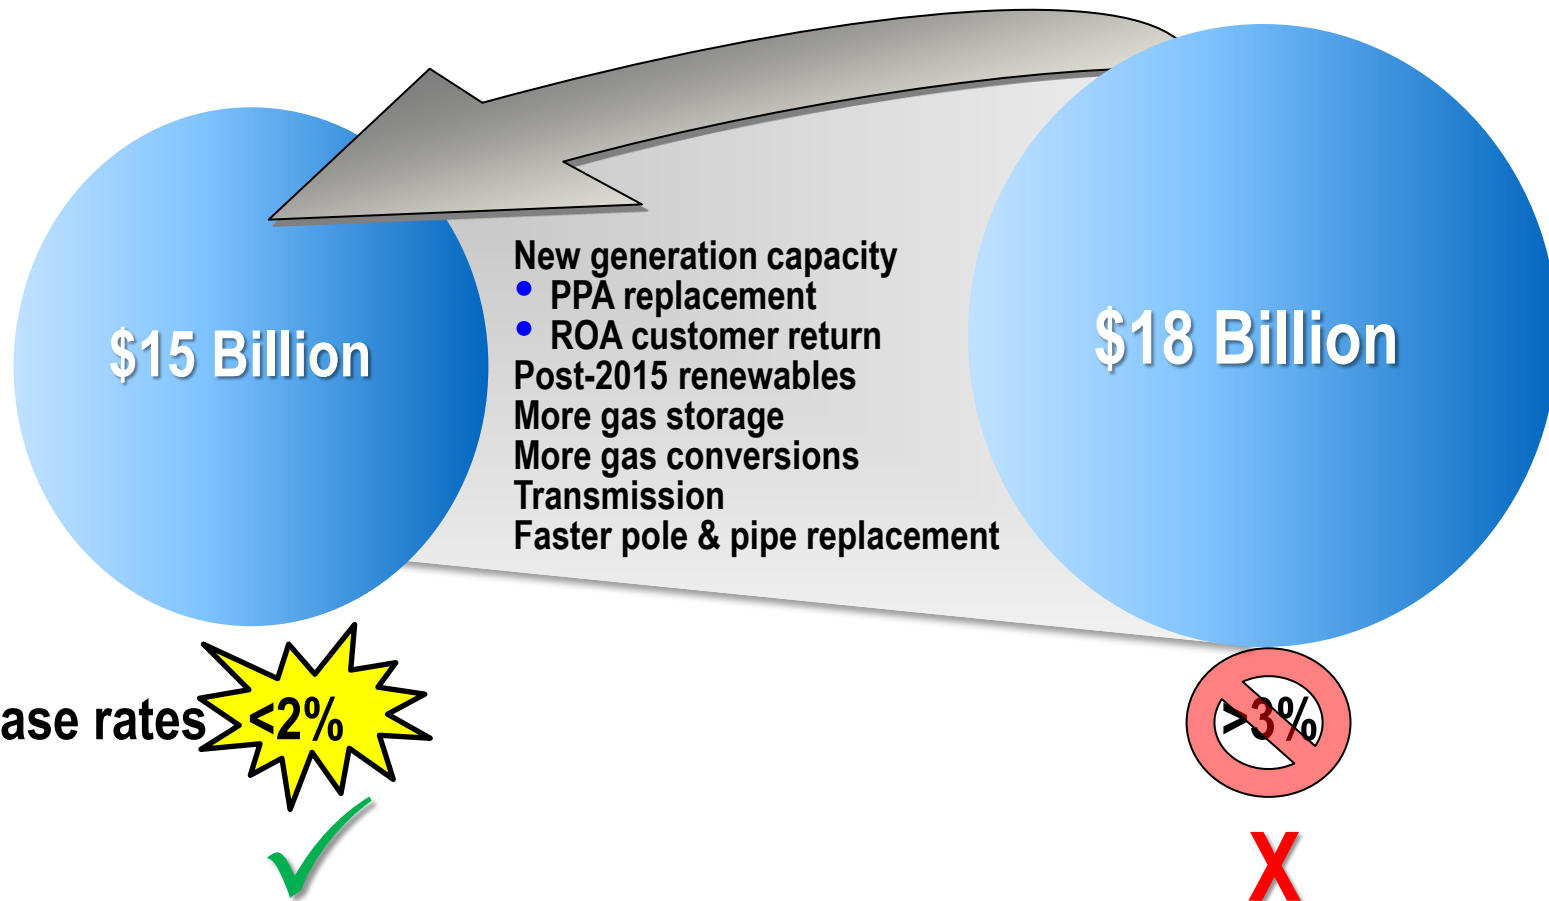 New generation capacity
• PPA replacement
• ROA customer return
$15 Billion
$18 Billion
Post-2015 renewables
More gas storage
More gas conversions
Transmission
Faster pole & pipe replacement
ase rates <2%
>3%
X